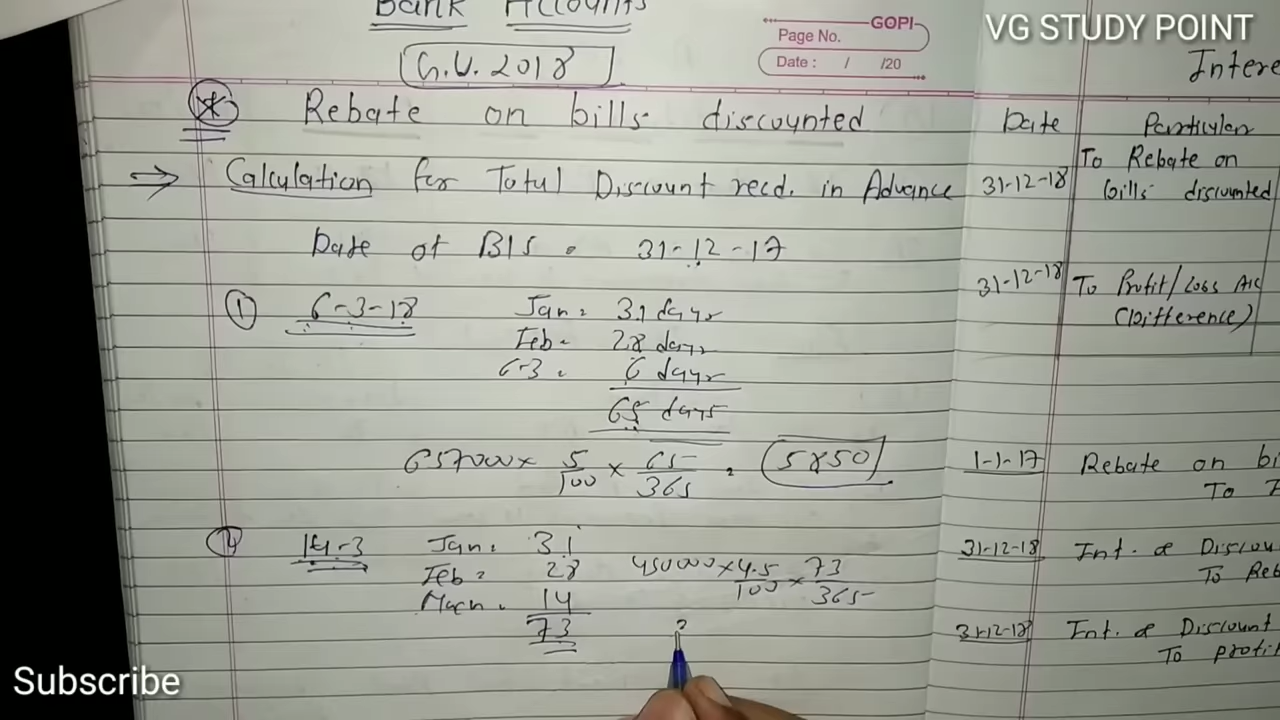 Bank Accounts
VG STUDY POINT
GOPI
Page No.
Date : / /20
G.U. 2018
Intere
Rebate on bills discounted
Calculation for Total Discount recd. in Advance
Date of B/S = 31-12-17
① 6-3-18 Jan = 31 days
Feb = 28 days
6-3 = 6 days
65 days
657000 × 5/100 × 65/365 = 5850
14-3 Jan = 31
Feb = 28
March = 14
73
450000 × 4.5/100 × 73/365
Date Particular
31-12-18 To Rebate on
bills discounted
31-12-18 To Profit/Loss A/c
(Difference)
1-1-17 Rebate on bi
To I
31-12-18 Int. & Discou
To Reb
31-12-18 Int. & Discount
To profit
Subscribe